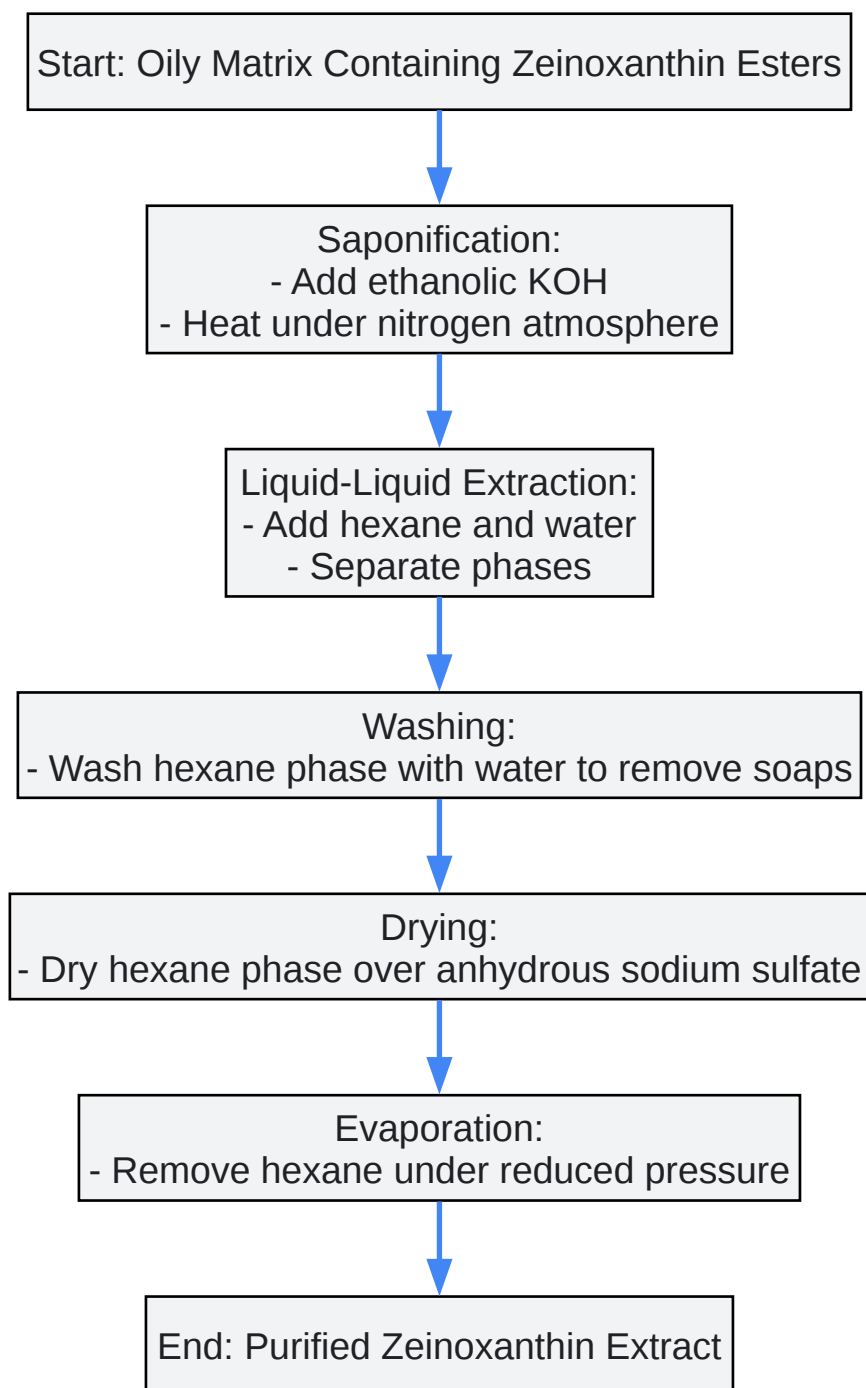 Start: Oily Matrix Containing Zeinoxanthin Esters
Saponification:
- Add ethanolic KOH
- Heat under nitrogen atmosphere
Liquid-Liquid Extraction:
- Add hexane and water
- Separate phases
Washing:
- Wash hexane phase with water to remove soaps
Drying:
- Dry hexane phase over anhydrous sodium sulfate
Evaporation:
- Remove hexane under reduced pressure
End: Purified Zeinoxanthin Extract